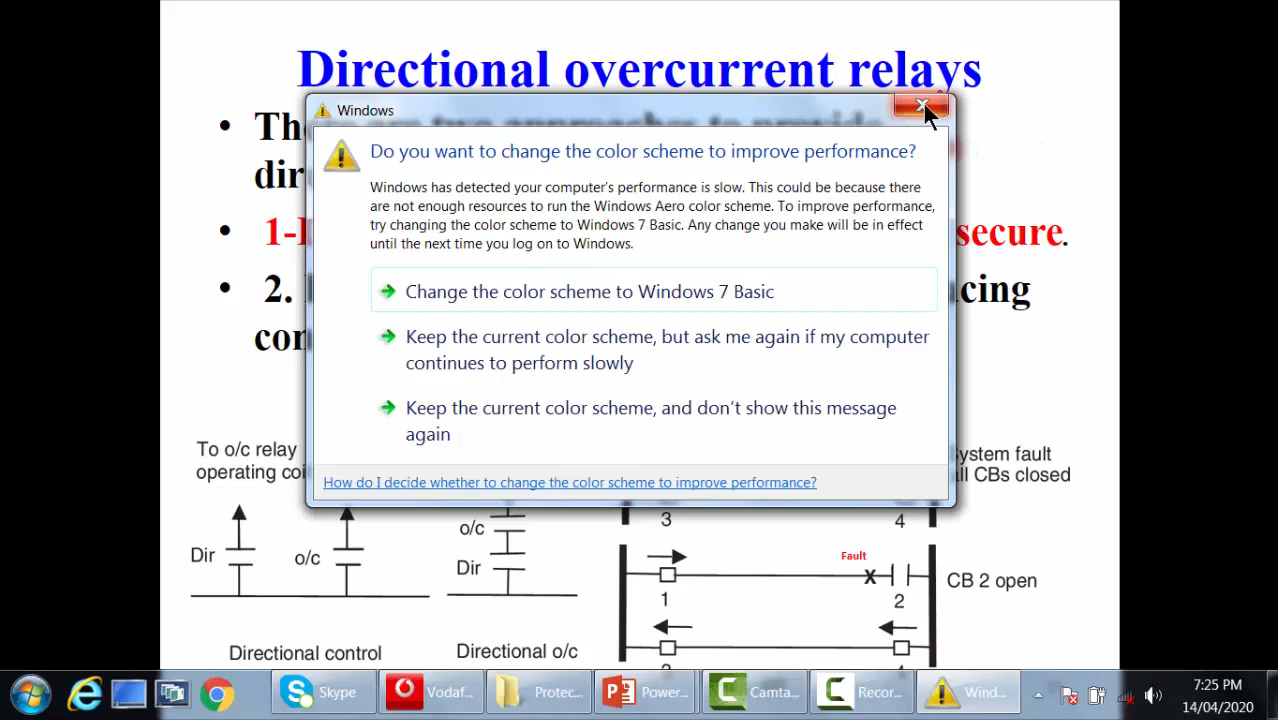 Directional overcurrent relays
Windows
• Th
dir
Do you want to change the color scheme to improve performance?
Windows has detected your computer's performance is slow. This could be because there
are not enough resources to run the Windows Aero color scheme. To improve performance,
try changing the color scheme to Windows 7 Basic. Any change you make will be in effect
until the next time you log on to Windows.
• 1- secure.
• 2. cing
con
Change the color scheme to Windows 7 Basic
Keep the current color scheme, but ask me again if my computer
continues to perform slowly
Keep the current color scheme, and don't show this message
again
How do I decide whether to change the color scheme to improve performance?
To o/c relay
operating coi
ystem fault
ll CBs closed
Dir
o/c
o/c
Dir
3
4
Fault
X
1
2
CB 2 open
Directional control
Directional o/c
Skype
Vodaf...
Protec...
Power...
Camta...
Recor...
Wind...
7:25 PM
14/04/2020